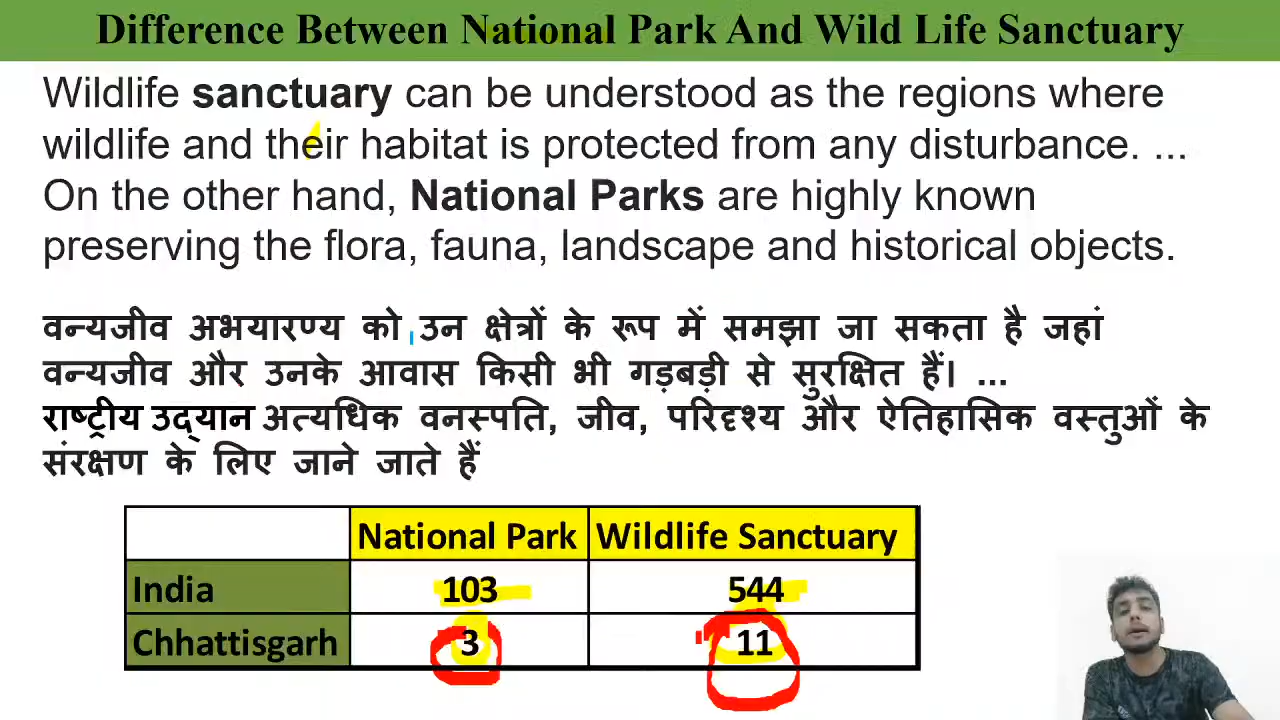 Difference Between National Park And Wild Life Sanctuary
Wildlife sanctuary can be understood as the regions where
wildlife and their habitat is protected from any disturbance. ...
On the other hand, National Parks are highly known
preserving the flora, fauna, landscape and historical objects.
वन्यजीव अभयारण्य को उन क्षेत्रों के रूप में समझा जा सकता है जहां
वन्यजीव और उनके आवास किसी भी गड़बड़ी से सुरक्षित हैं। ...
राष्ट्रीय उद्यान अत्यधिक वनस्पति, जीव, परिदृश्य और ऐतिहासिक वस्तुओं के
संरक्षण के लिए जाने जाते हैं
National Park Wildlife Sanctuary
India 103 544
Chhattisgarh 3 11